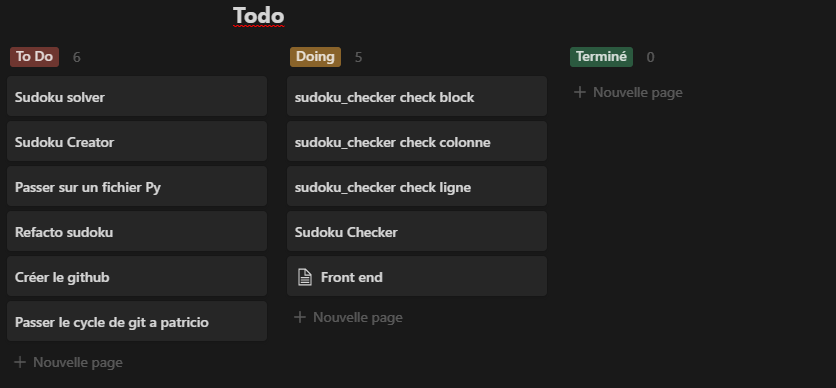 Todo
To Do 6
Sudoku solver
Sudoku Creator
Passer sur un fichier Py
Refacto sudoku
Créer le github
Passer le cycle de git a patricio
Nouvelle page
Doing 5
sudoku_checker check block
sudoku_checker check colonne
sudoku_checker check ligne
Sudoku Checker
Front end
Nouvelle page
Terminé 0
Nouvelle page